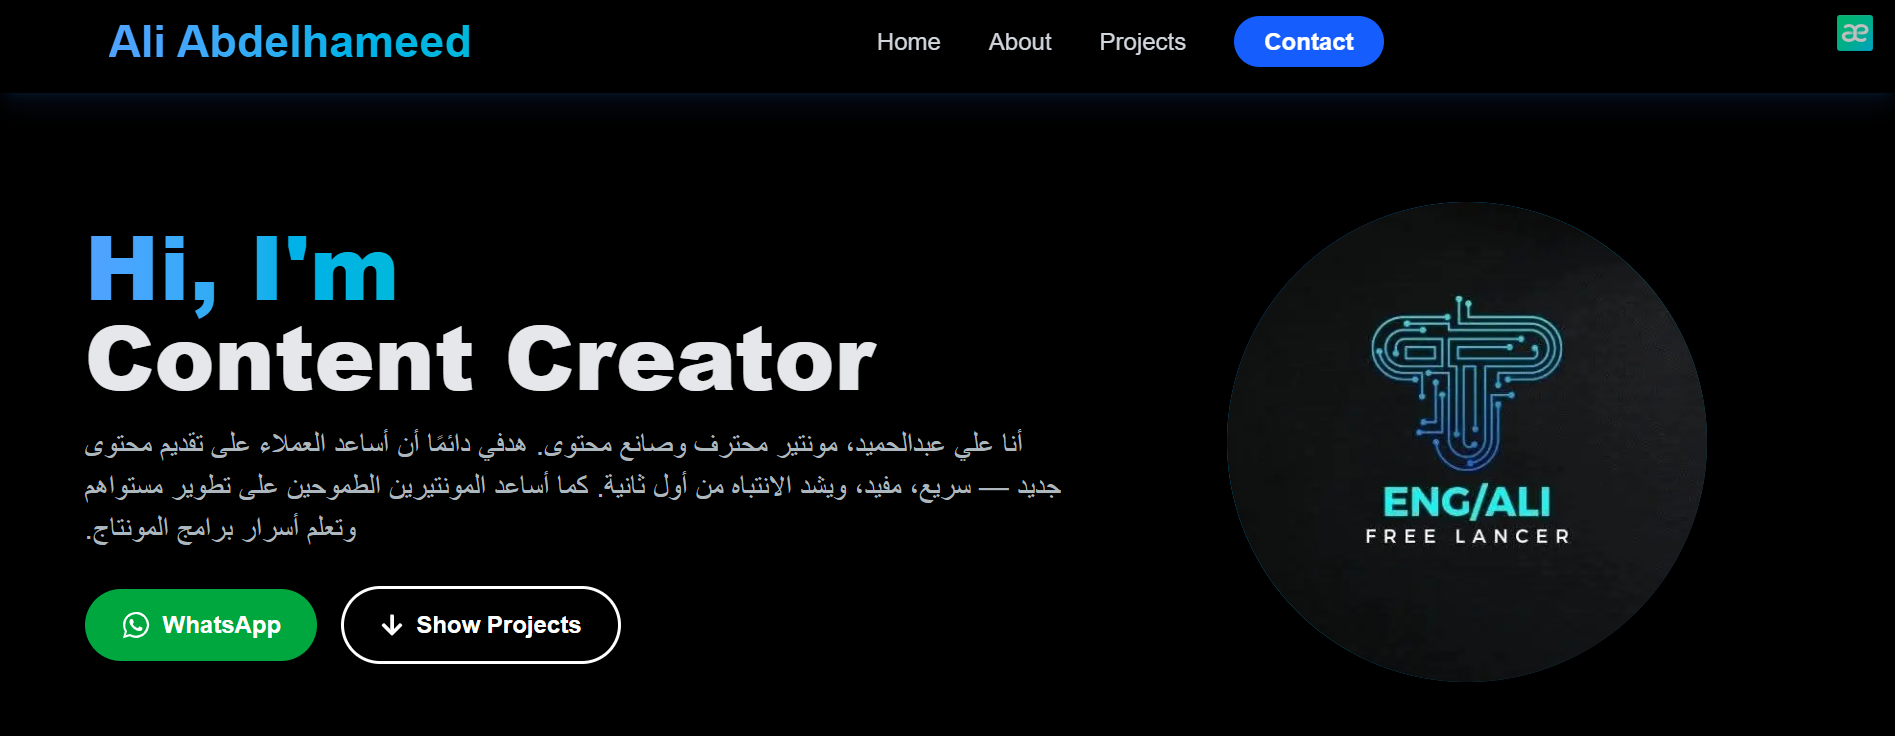 Ali Abdelhameed
Home
About
Projects
Contact
æ
Hi, I'm
Content Creator
أنا علي عبدالحميد، مونتير محترف وصانع محتوى. هدفي دائمًا أن أساعد العملاء على تقديم محتوى
جديد — سريع، مفيد، ويشد الانتباه من أول ثانية. كما أساعد المونتيرين الطموحين على تطوير مستواهم
وتعلم أسرار برامج المونتاج.
WhatsApp
Show Projects
ENG/ALI
FREE LANCER